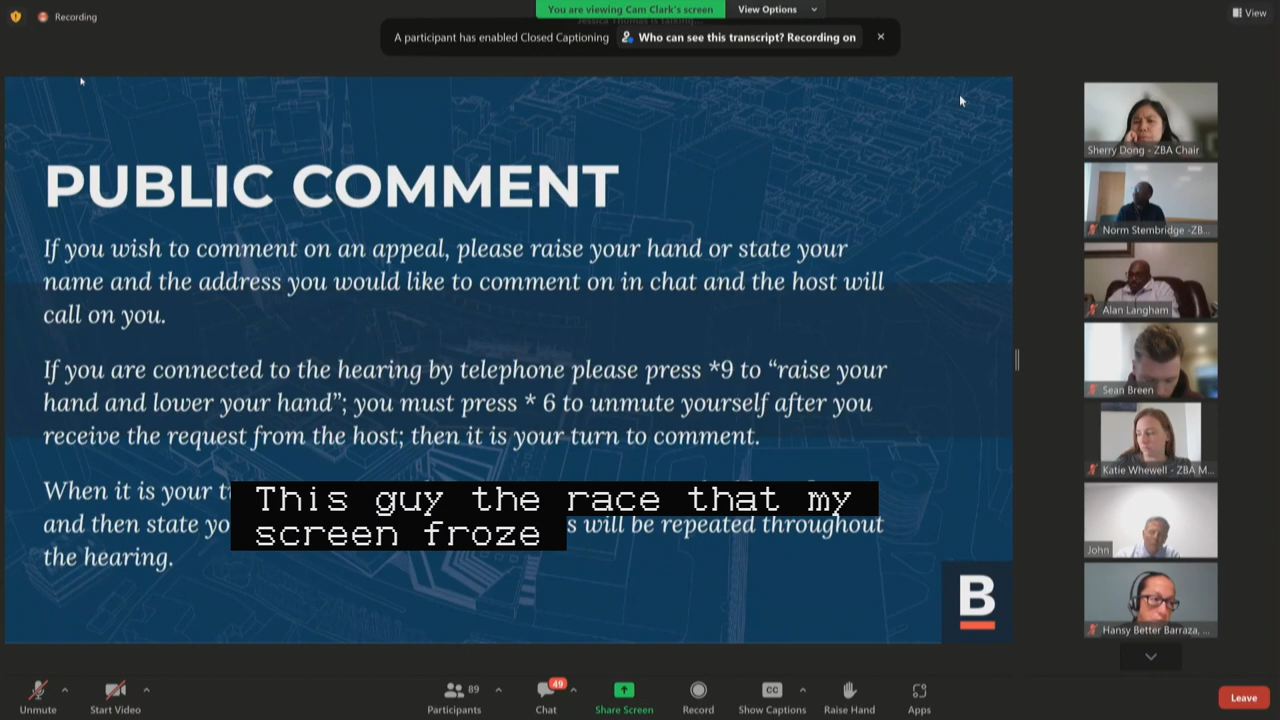 Recording
You are viewing Cam Clark's screen
View Options
View
Jessica Thomas is talking...
A participant has enabled Closed Captioning
Who can see this transcript? Recording on
PUBLIC COMMENT
If you wish to comment on an appeal, please raise your hand or state your
name and the address you would like to comment on in chat and the host will
call on you.
If you are connected to the hearing by telephone please press *9 to “raise your
hand and lower your hand”; you must press * 6 to unmute yourself after you
receive the request from the host; then it is your turn to comment.
When it is your t
and then state yo
s will be repeated throughout
the hearing.
This guy the race that my
screen froze
B
Sherry Dong - ZBA Chair
Norm Stembridge -ZB...
Alan Langham
Sean Breen
Katie Whewell - ZBA M...
John
Hansy Better Barraza, ...
Unmute
Start Video
Participants
89
Chat
49
Share Screen
Record
CC
Show Captions
Raise Hand
Apps
Leave